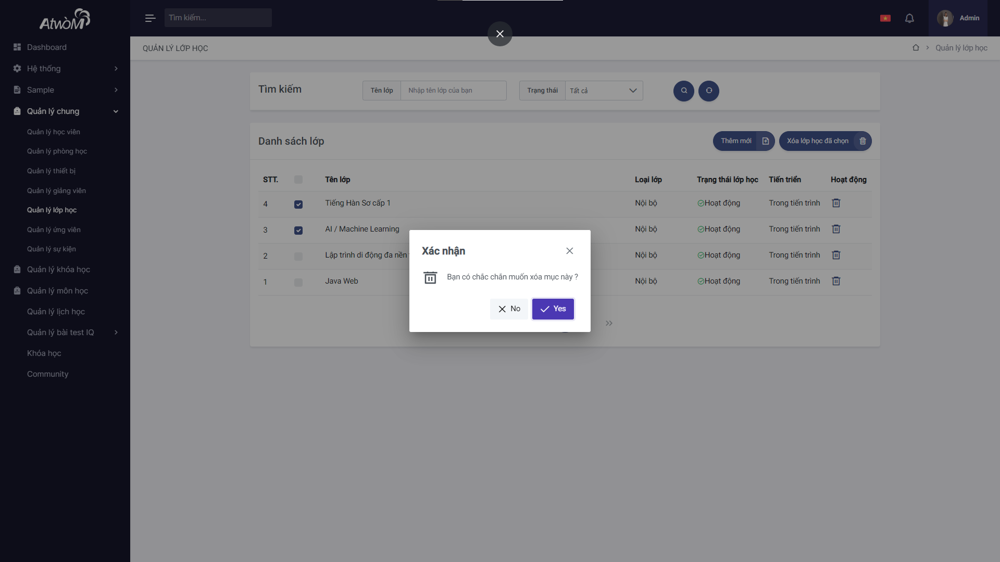 AtwòM
Dashboard
Hệ thống
Sample
Quản lý chung
Quản lý học viên
Quản lý phòng học
Quản lý thiết bị
Quản lý giảng viên
Quản lý lớp học
Quản lý ứng viên
Quản lý sự kiện
Quản lý khóa học
Quản lý môn học
Quản lý lịch học
Quản lý bài test IQ
Khóa học
Community
Tìm kiếm...
Admin
QUẢN LÝ LỚP HỌC
Quản lý lớp học
Tìm kiếm
Tên lớp
Nhập tên lớp của bạn
Trạng thái
Tất cả
Danh sách lớp
Thêm mới
Xóa lớp học đã chọn
STT. Tên lớp Loại lớp Trạng thái lớp học Tiến triển Hoạt động
4 Tiếng Hàn Sơ cấp 1 Nội bộ Hoạt động Trong tiến trình
3 AI / Machine Learning Nội bộ Hoạt động Trong tiến trình
2 Lập trình di động đa nền Nội bộ Hoạt động Trong tiến trình
1 Java Web Nội bộ Hoạt động Trong tiến trình
Xác nhận
Bạn có chắc chắn muốn xóa mục này ?
No
Yes